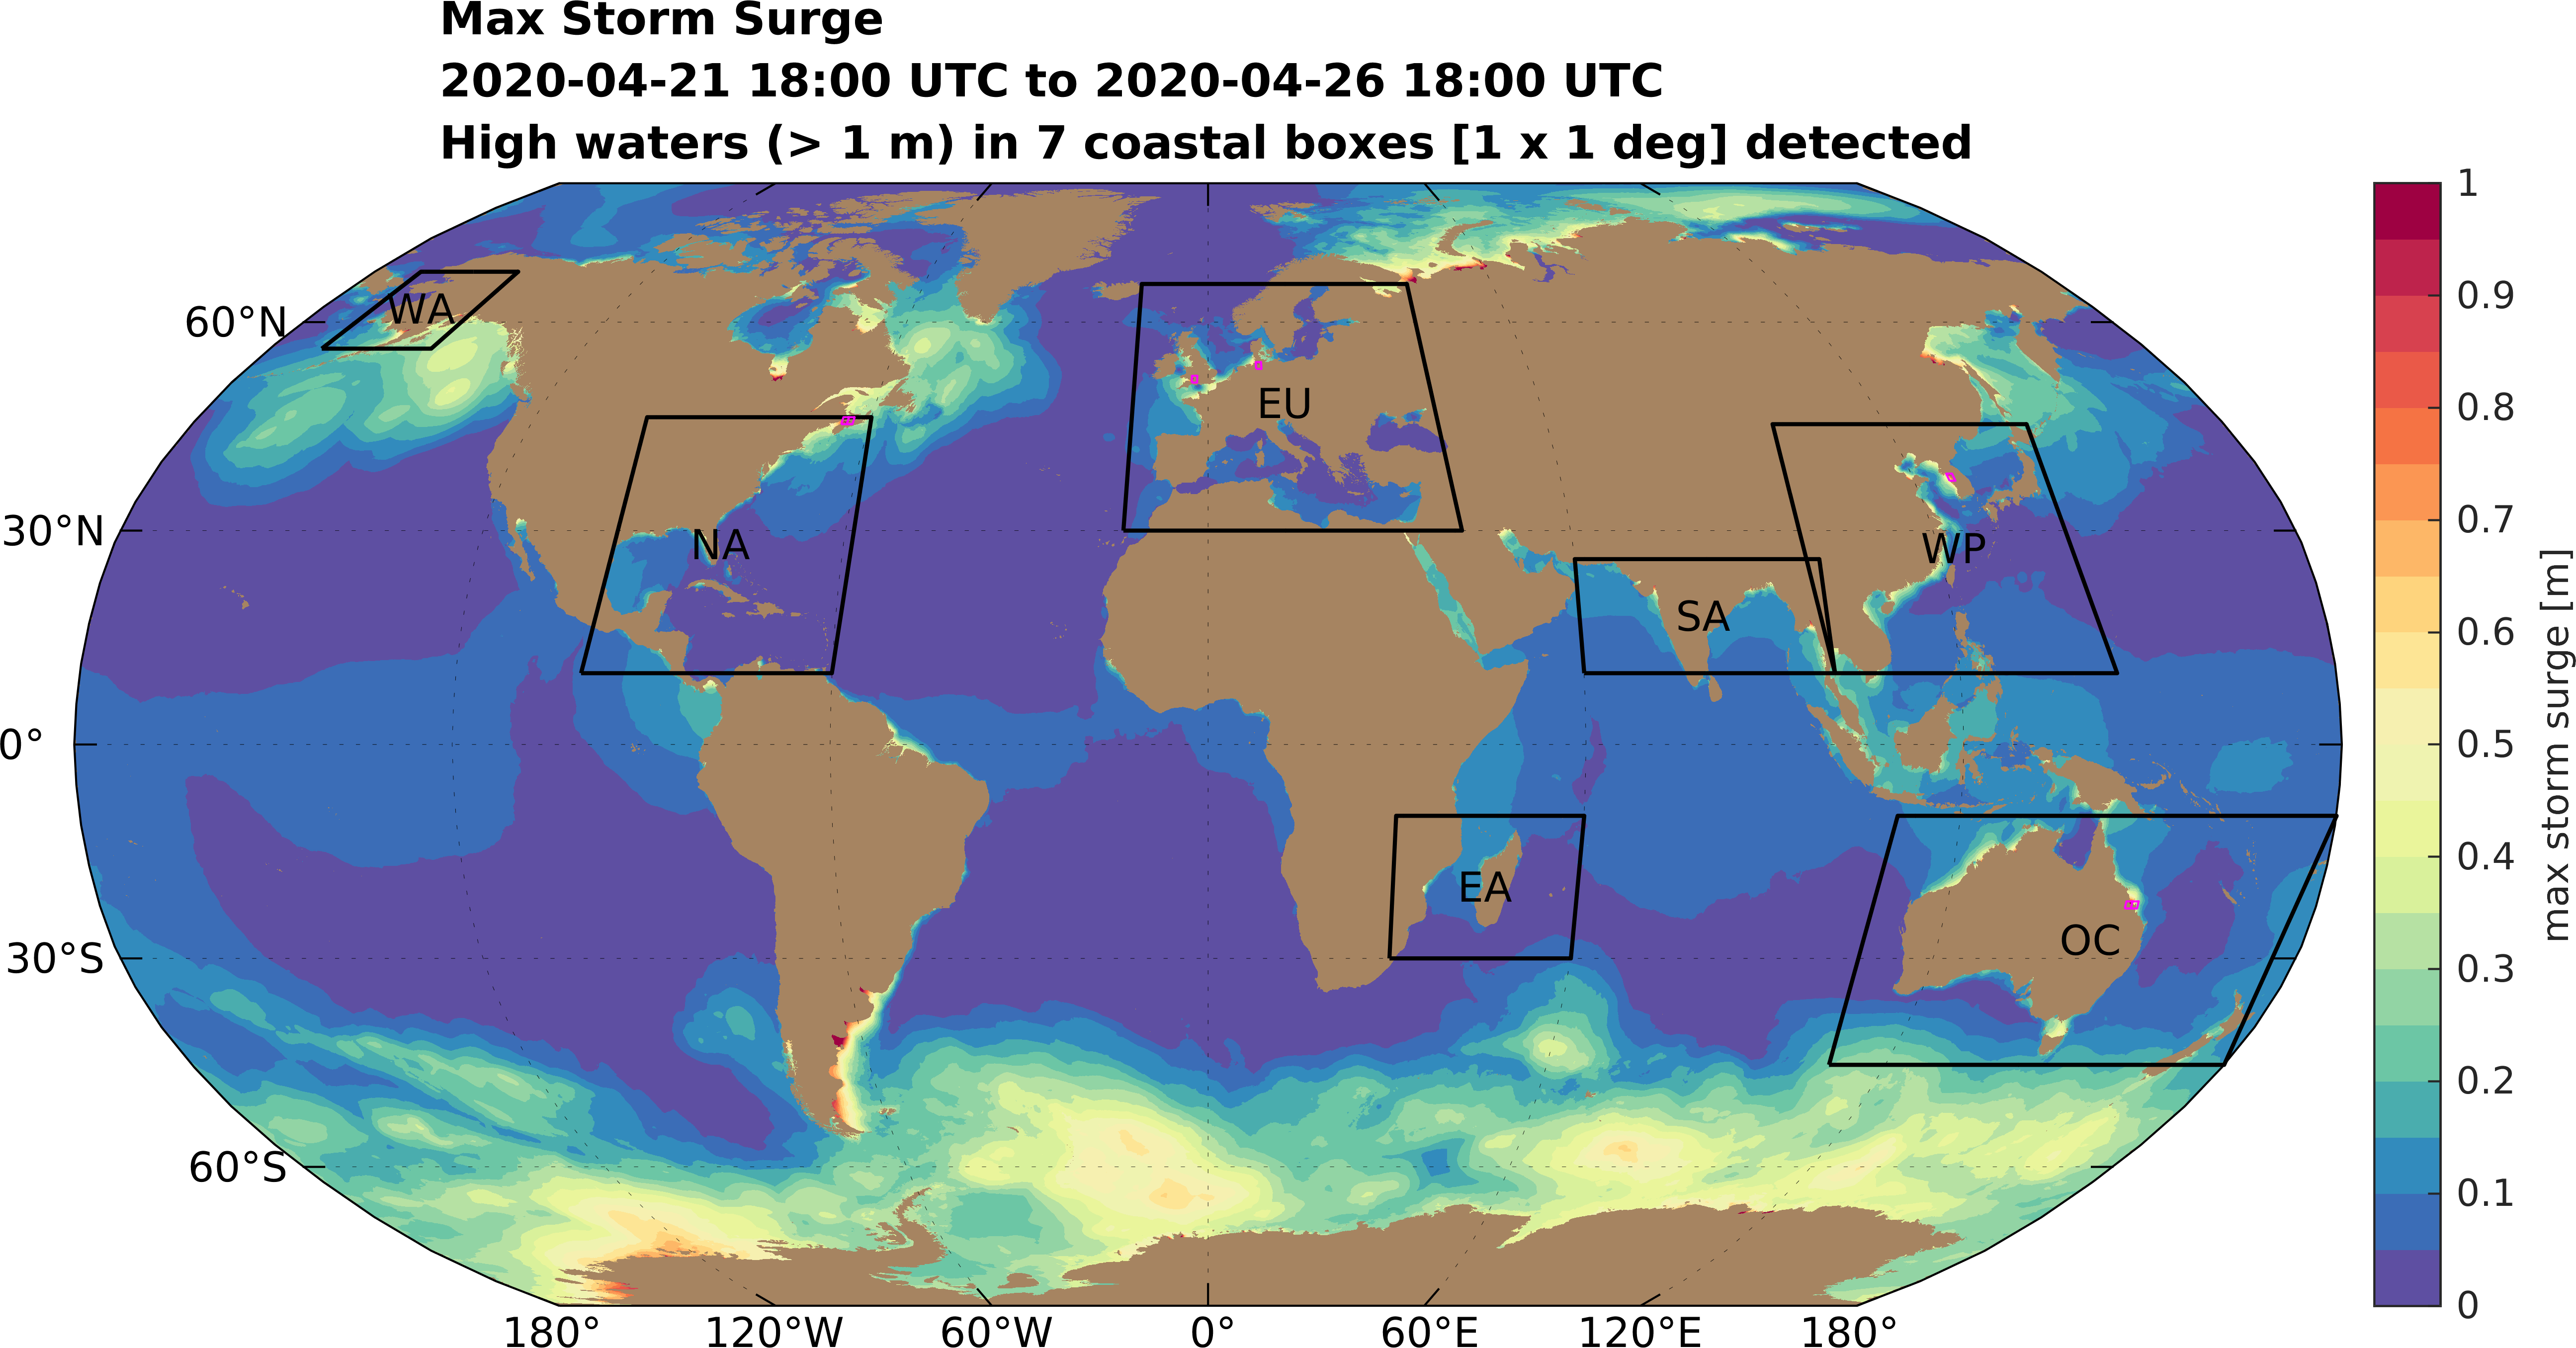 Max Storm Surge
2020-04-21 18:00 UTC to 2020-04-26 18:00 UTC
High waters (> 1 m) in 7 coastal boxes [1 x 1 deg] detected
60°N
30°N
0°
30°S
60°S
WA
NA
EU
SA
WP
EA
OC
180°
120°W
60°W
0°
60°E
120°E
180°
1
0.9
0.8
0.7
0.6
0.5
0.4
0.3
0.2
0.1
0
max storm surge [m]